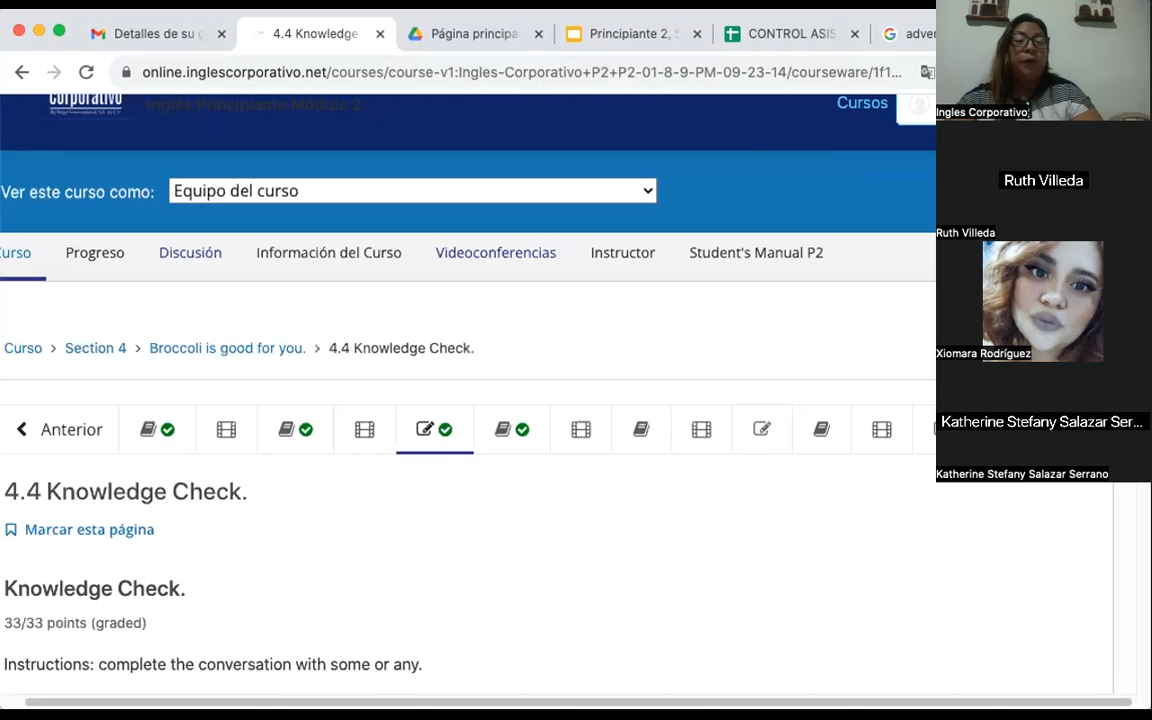 Detalles de su g
4.4 Knowledge
Página principa
Principiante 2, S
CONTROL ASIS
adver
online.inglescorporativo.net/courses/course-v1:Ingles-Corporativo+P2+P2-01-8-9-PM-09-23-14/courseware/1f1...
corporativo
Inglés Principiante Módulo 2
Cursos
Ver este curso como:
Equipo del curso
urso
Progreso
Discusión
Información del Curso
Videoconferencias
Instructor
Student's Manual P2
Curso > Section 4 > Broccoli is good for you. > 4.4 Knowledge Check.
Anterior
4.4 Knowledge Check.
Marcar esta página
Knowledge Check.
33/33 points (graded)
Instructions: complete the conversation with some or any.
Ingles Corporativo
Ruth Villeda
Ruth Villeda
Xiomara Rodríguez
Katherine Stefany Salazar Ser...
Katherine Stefany Salazar Serrano